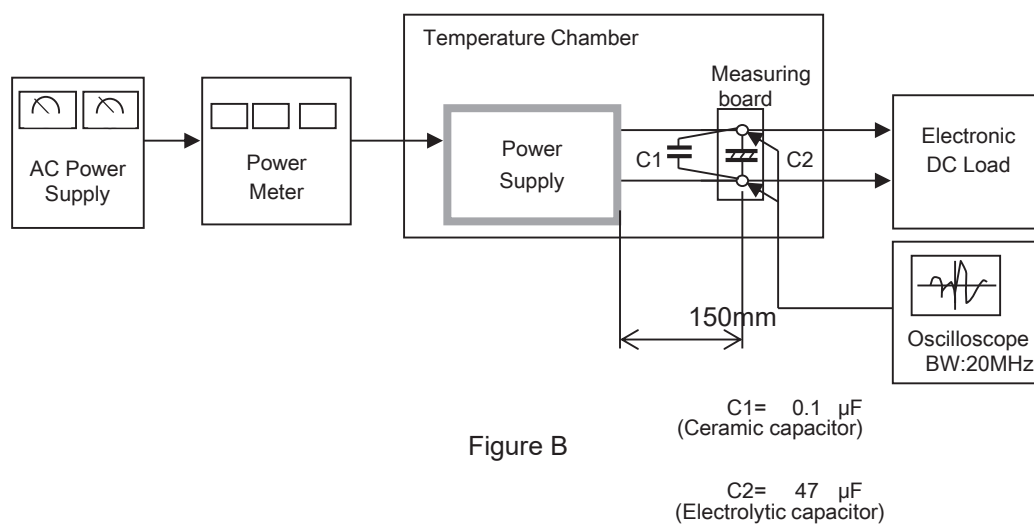 Temperature Chamber
Measuring
board
AC Power
Supply
Power
Meter
Power
Supply
C1
C2
Electronic
DC Load
150mm
Oscilloscope
BW:20MHz
C1= 0.1 μF
(Ceramic capacitor)
Figure B
C2= 47 μF
(Electrolytic capacitor)